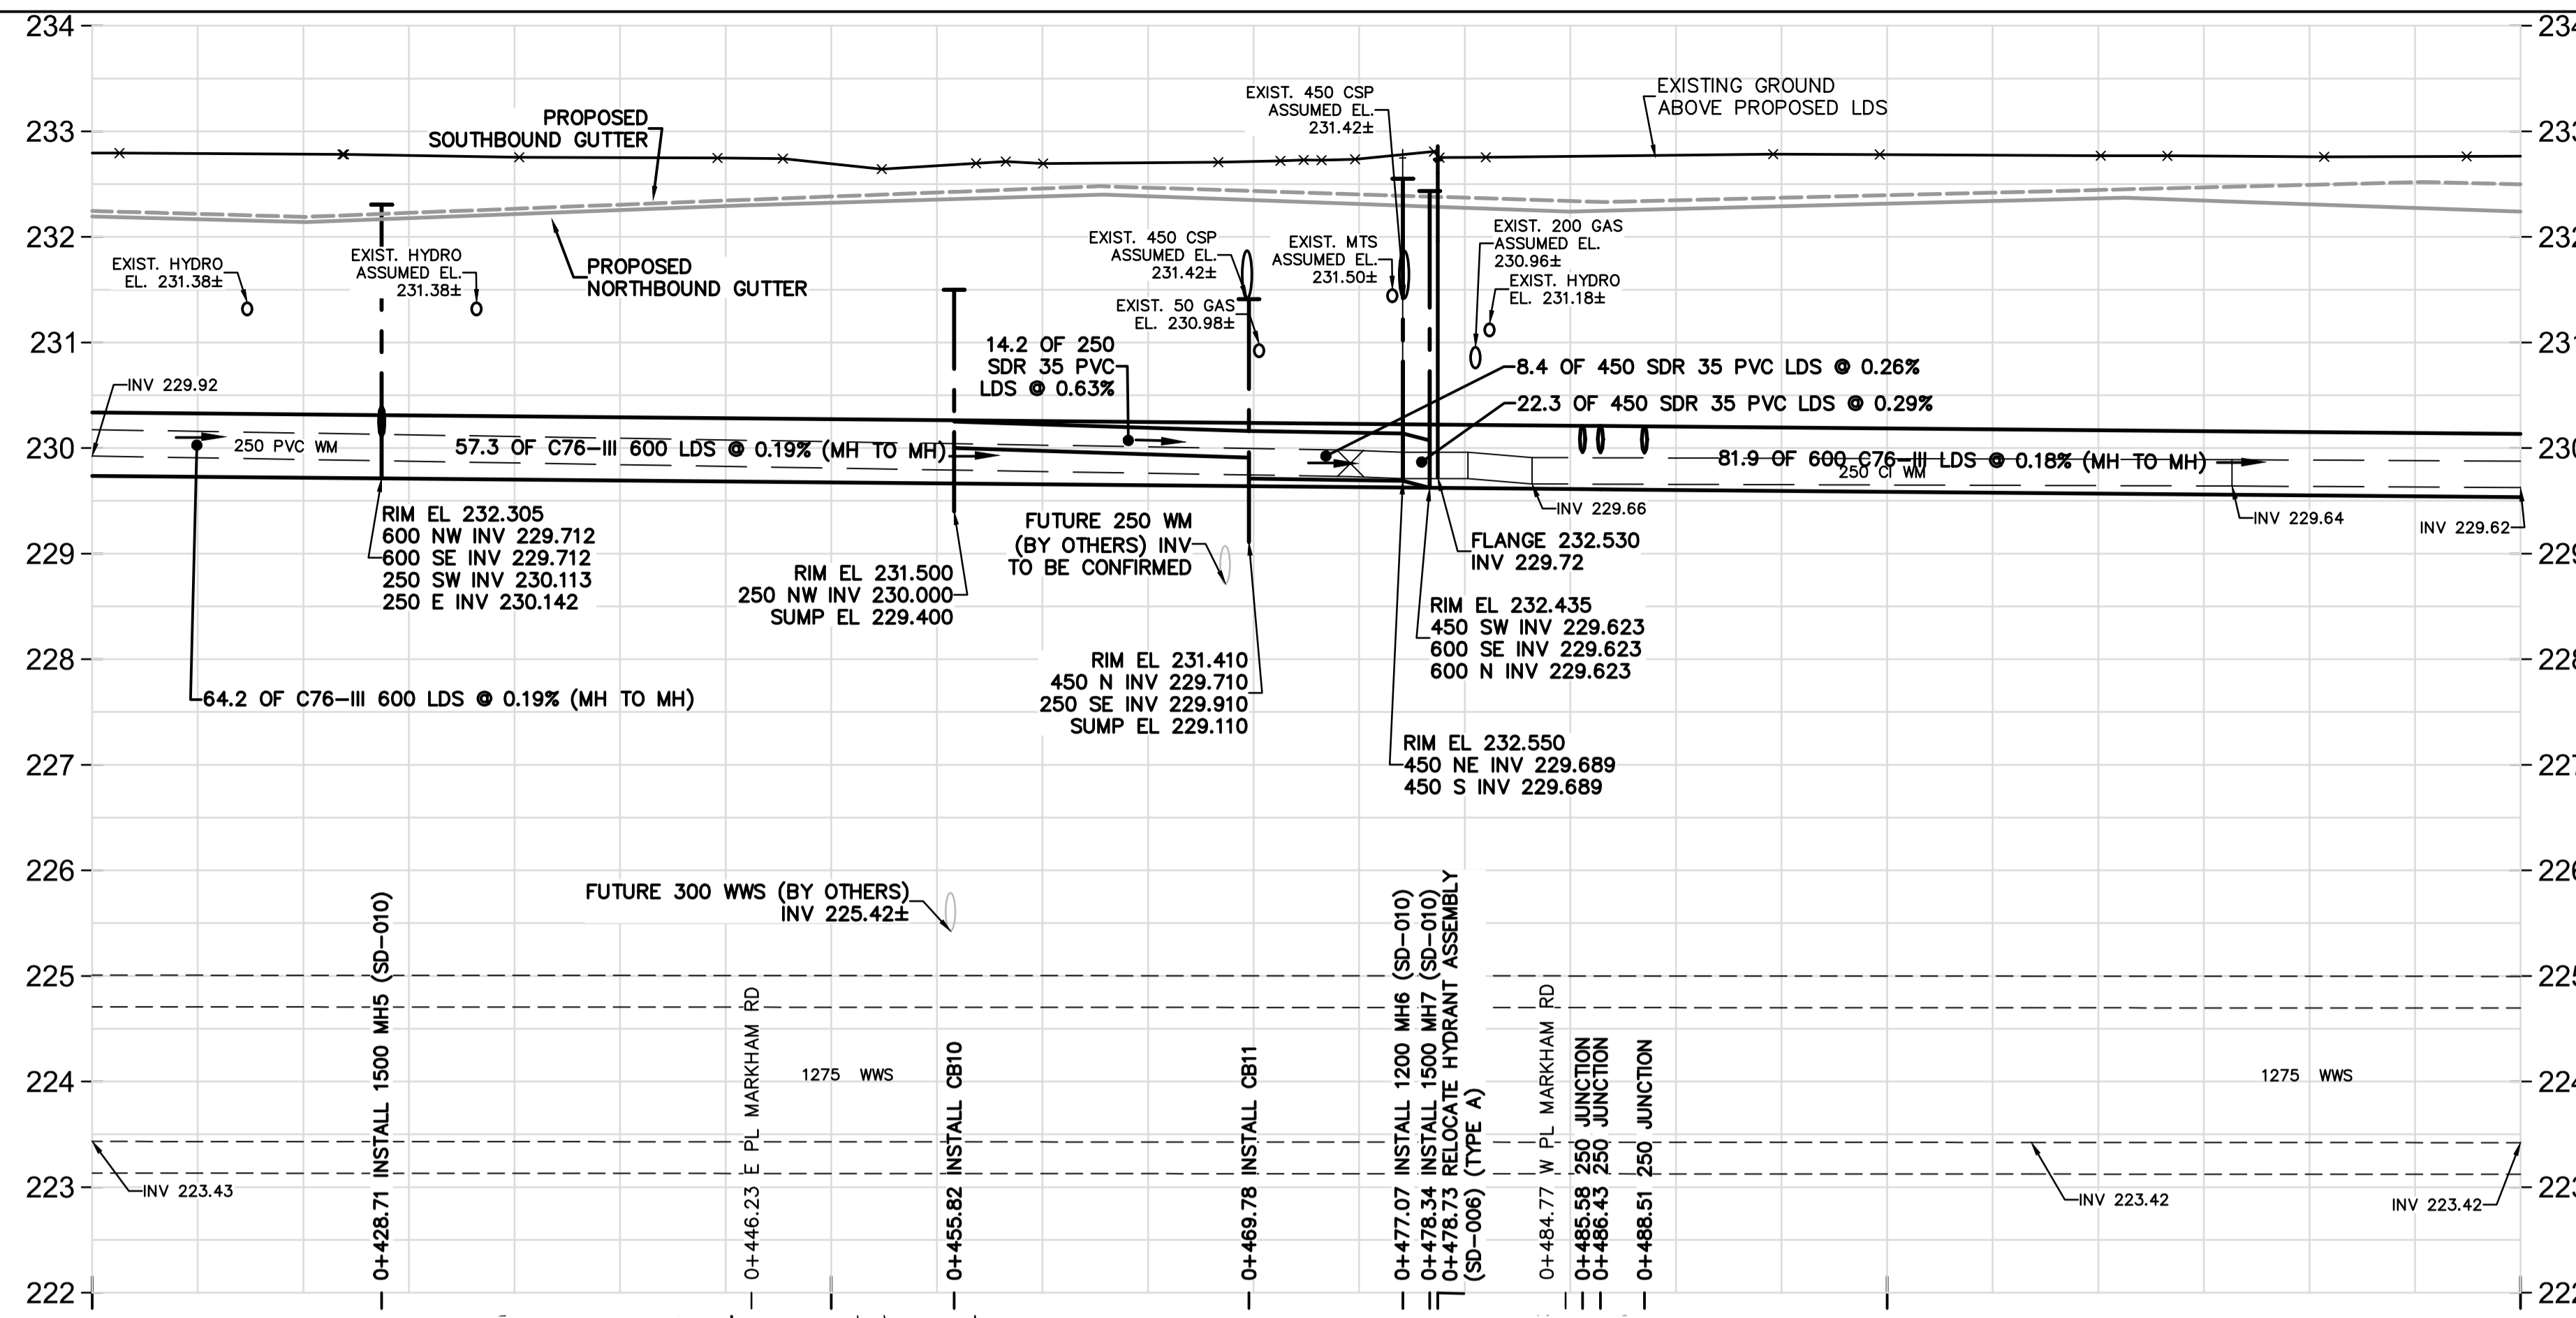 234
233
232
231
230
229
228
227
226
225
224
223
222
PROPOSED
SOUTHBOUND GUTTER
EXIST. 450 CSP
ASSUMED EL.
231.42±
EXISTING GROUND
ABOVE PROPOSED LDS
EXIST. HYDRO
EL. 231.38±
EXIST. HYDRO
ASSUMED EL.
231.38±
PROPOSED
NORTHBOUND GUTTER
EXIST. 450 CSP
ASSUMED EL.
231.42±
EXIST. 50 GAS
EL. 230.98±
EXIST. MTS
ASSUMED EL.
231.50±
EXIST. 200 GAS
ASSUMED EL.
230.96±
EXIST. HYDRO
EL. 231.18±
14.2 OF 250
SDR 35 PVC
LDS @ 0.63%
8.4 OF 450 SDR 35 PVC LDS @ 0.26%
22.3 OF 450 SDR 35 PVC LDS @ 0.29%
INV 229.92
250 PVC WM
57.3 OF C76-III 600 LDS @ 0.19% (MH TO MH)
81.9 OF 600 C76-III LDS @ 0.18% (MH TO MH)
250 CI WM
INV 229.66
INV 229.64
INV 229.62
RIM EL 232.305
600 NW INV 229.712
600 SE INV 229.712
250 SW INV 230.113
250 E INV 230.142
RIM EL 231.500
250 NW INV 230.000
SUMP EL 229.400
FUTURE 250 WM
(BY OTHERS) INV
TO BE CONFIRMED
FLANGE 232.530
INV 229.72
RIM EL 232.435
450 SW INV 229.623
600 SE INV 229.623
600 N INV 229.623
RIM EL 231.410
450 N INV 229.710
250 SE INV 229.910
SUMP EL 229.110
64.2 OF C76-III 600 LDS @ 0.19% (MH TO MH)
RIM EL 232.550
450 NE INV 229.689
450 S INV 229.689
FUTURE 300 WWS (BY OTHERS)
INV 225.42±
1275 WWS
1275 WWS
INV 223.43
INV 223.42
INV 223.42
0+428.71 INSTALL 1500 MH5 (SD-010)
0+446.23 E PL MARKHAM RD
0+455.82 INSTALL CB10
0+469.78 INSTALL CB11
0+477.07 INSTALL 1200 MH6 (SD-010)
0+478.34 INSTALL 1500 MH7 (SD-010)
0+478.73 RELOCATE HYDRANT ASSEMBLY
(SD-006) (TYPE A)
0+484.77 W PL MARKHAM RD
0+485.58 250 JUNCTION
0+486.43 250 JUNCTION
0+488.51 250 JUNCTION